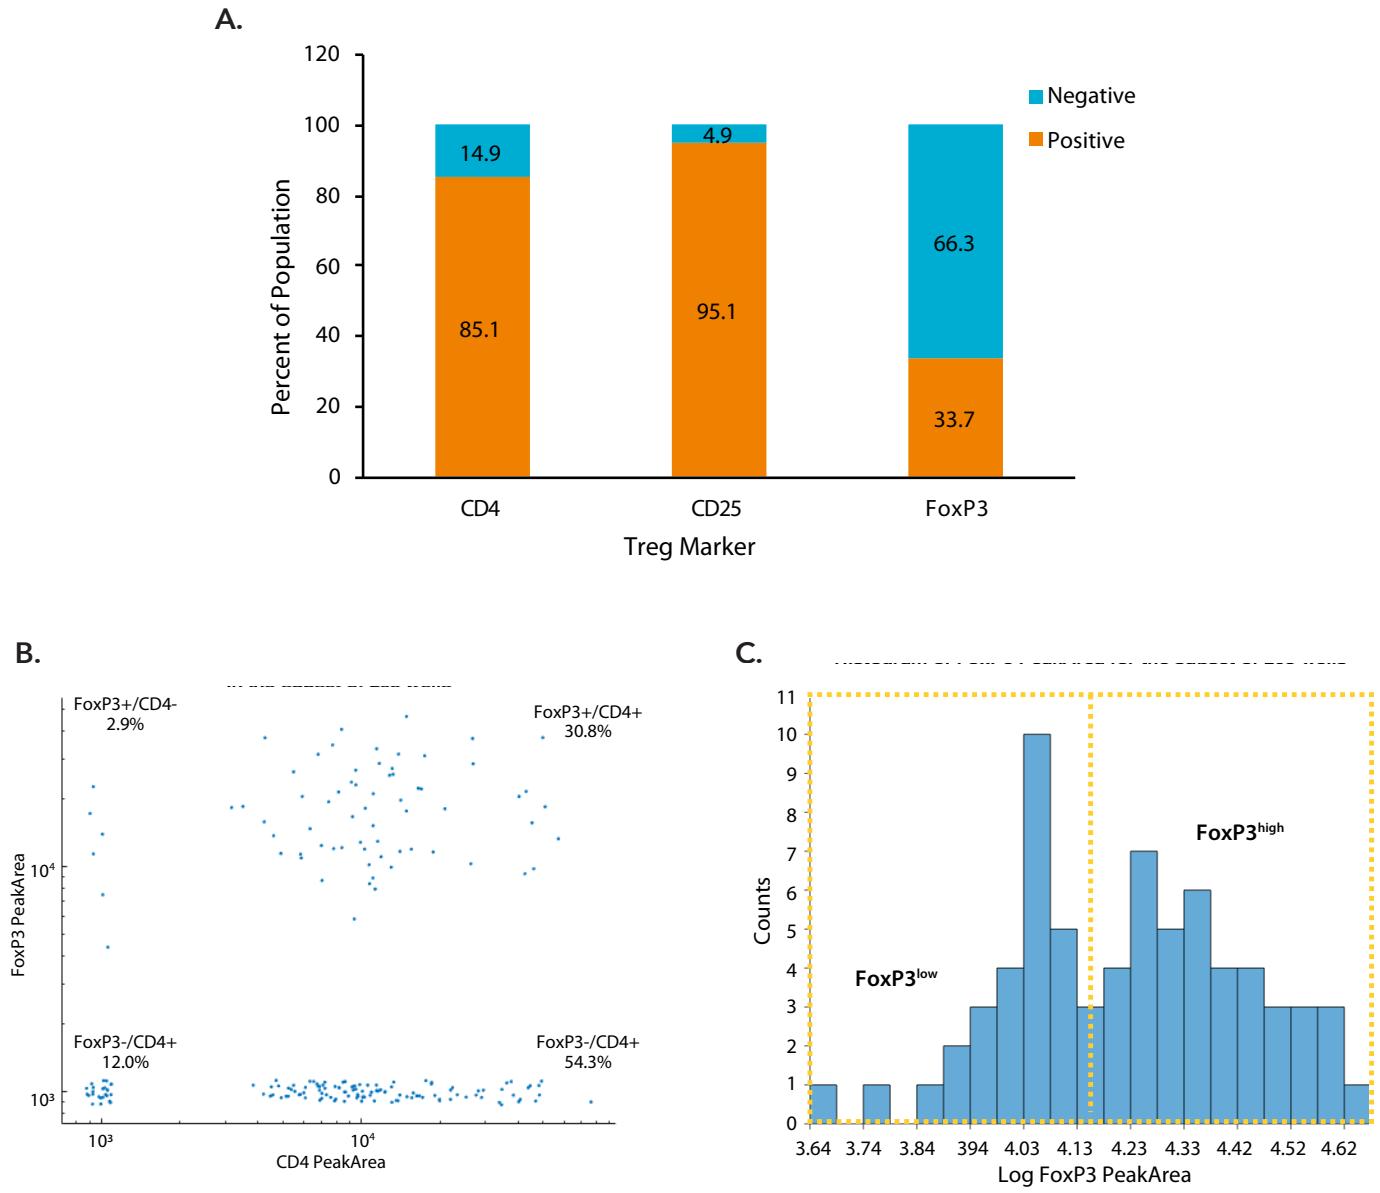 A.
120
100
80
60
40
20
0
Percent of Population
14.9
85.1
4.9
95.1
66.3
33.7
Negative
Positive
CD4
CD25
FoxP3
Treg Marker
B.
FoxP3+/CD4-
2.9%
FoxP3+/CD4+
30.8%
FoxP3-/CD4+
12.0%
FoxP3-/CD4+
54.3%
FoxP3 PeakArea
10⁴
10³
10³
10⁴
CD4 PeakArea
C.
11
10
9
8
7
6
5
4
3
2
1
0
Counts
FoxP3high
FoxP3low
3.64
3.74
3.84
394
4.03
4.13
4.23
4.33
4.42
4.52
4.62
Log FoxP3 PeakArea